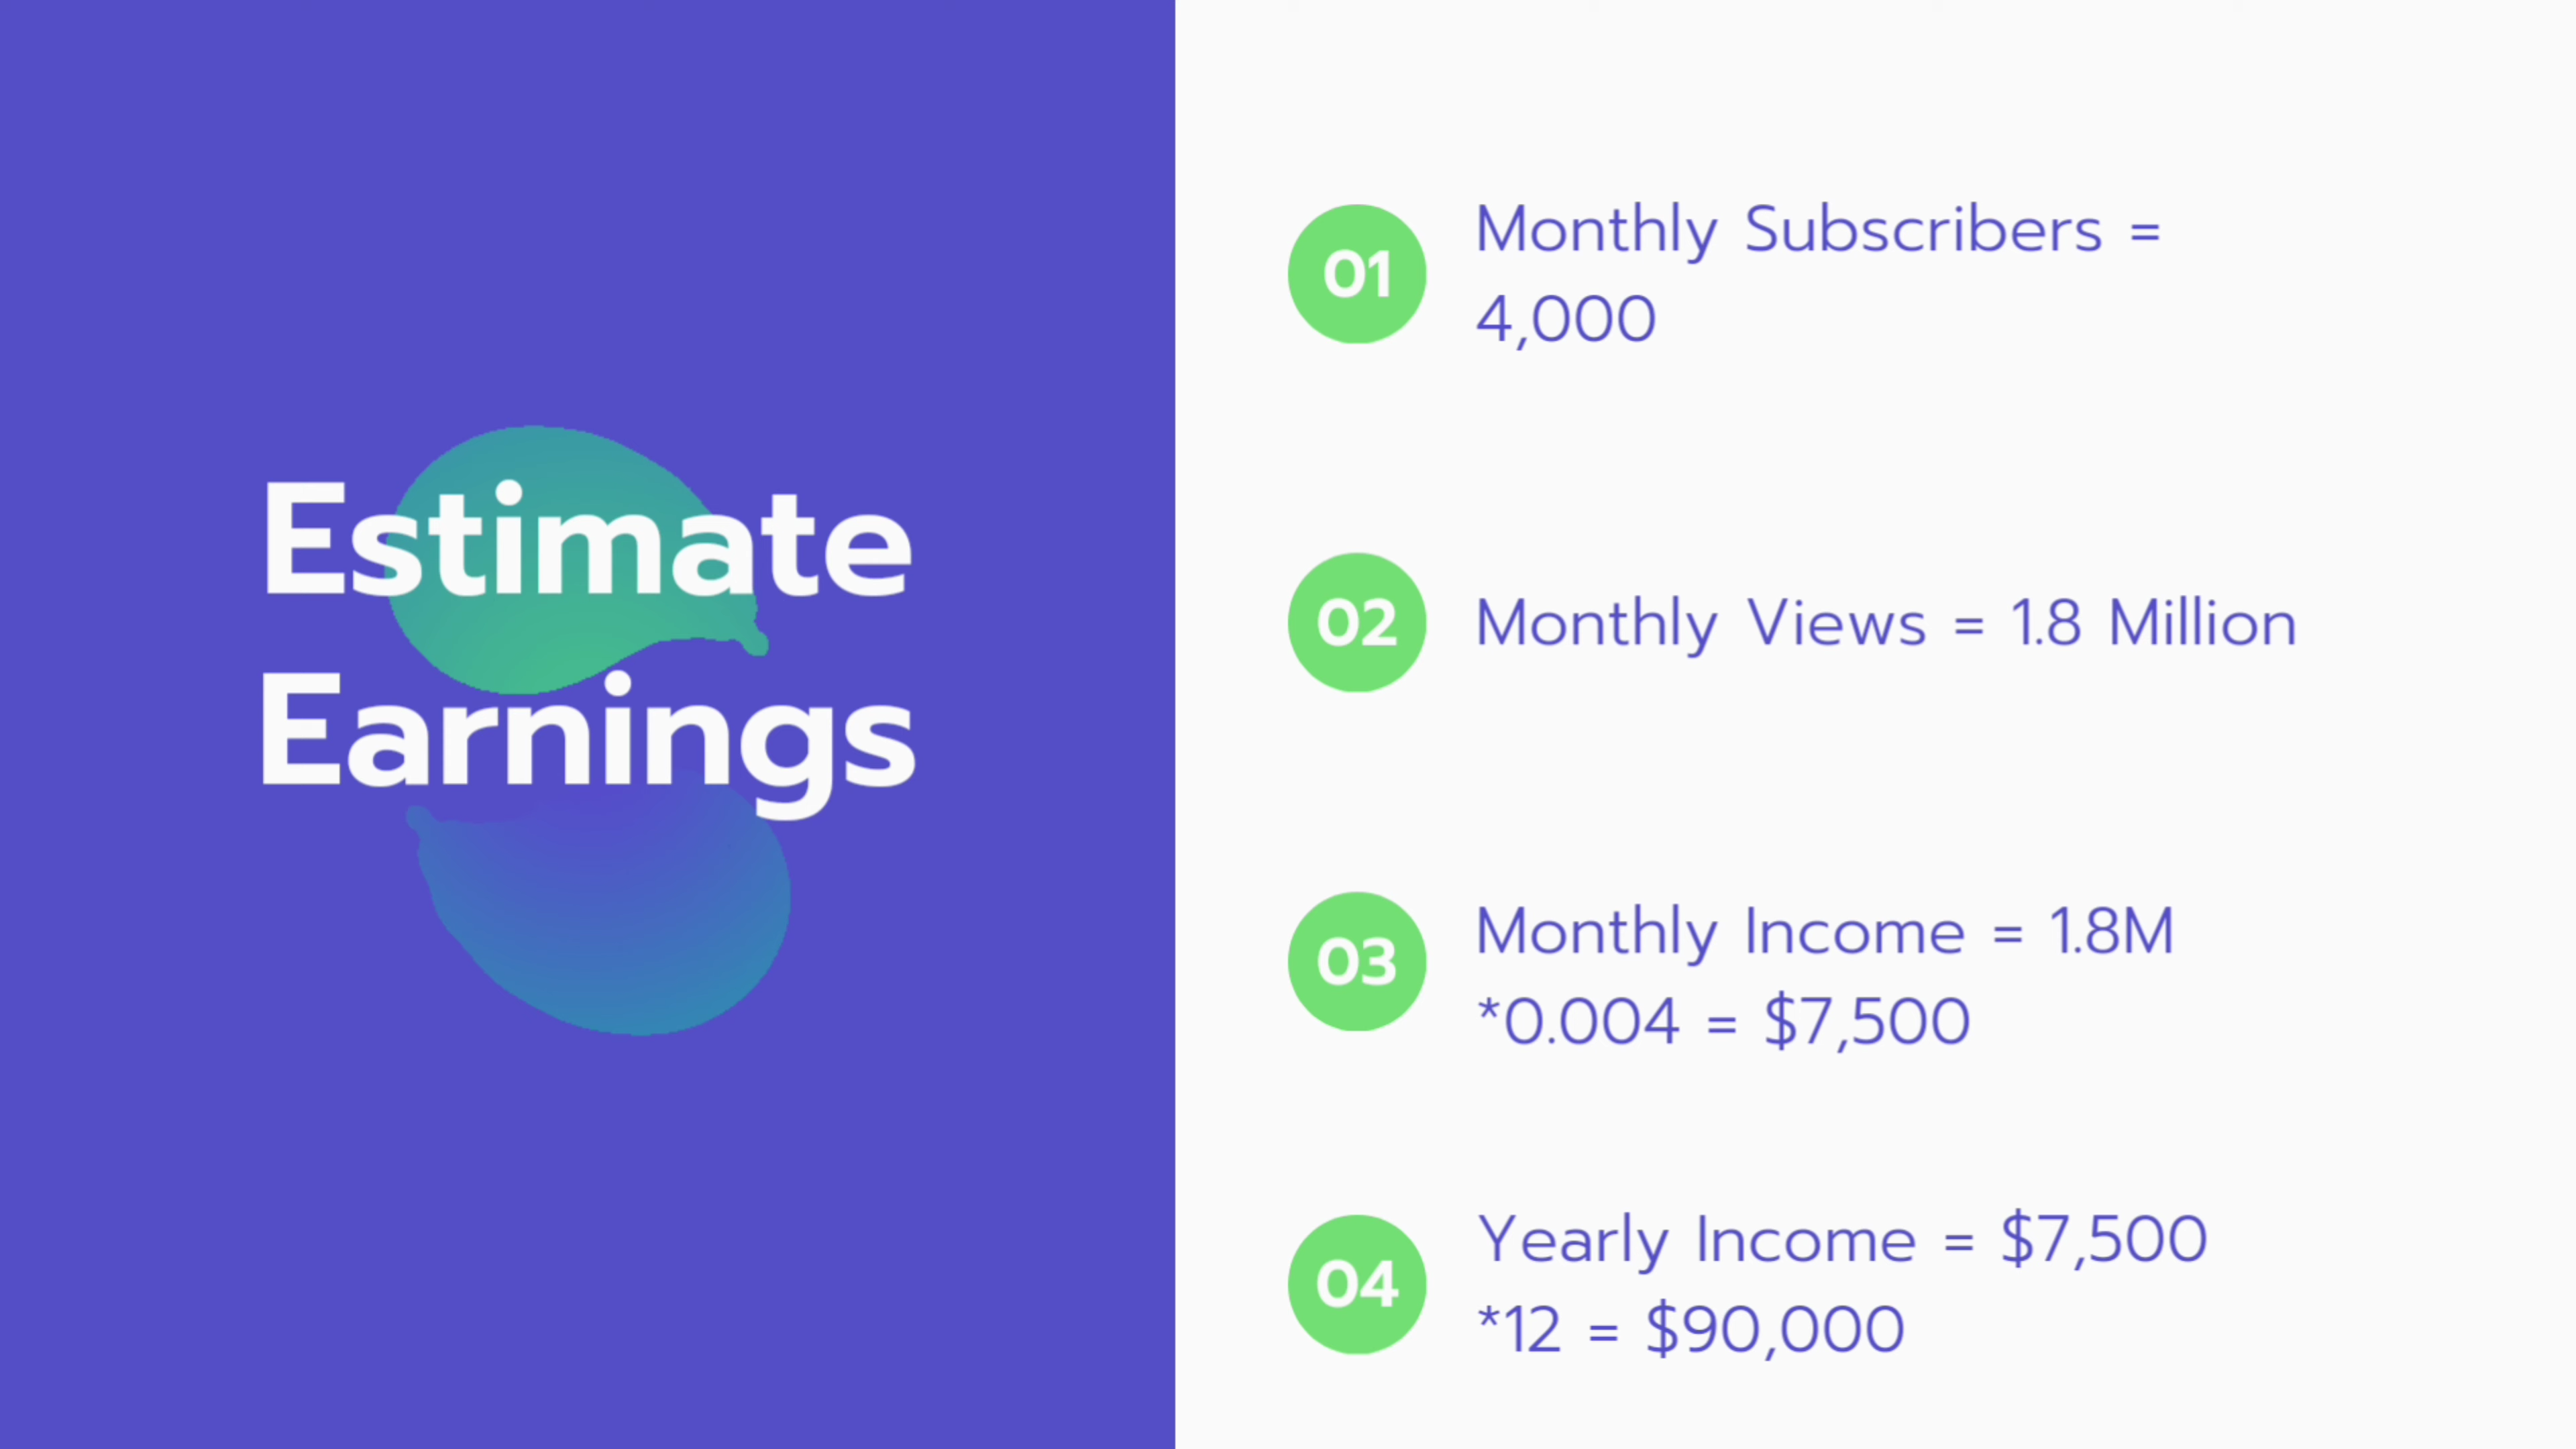 Estimate
Earnings
01
Monthly Subscribers =
4,000
02
Monthly Views = 1.8 Million
03
Monthly Income = 1.8M
*0.004 = $7,500
04
Yearly Income = $7,500
*12 = $90,000